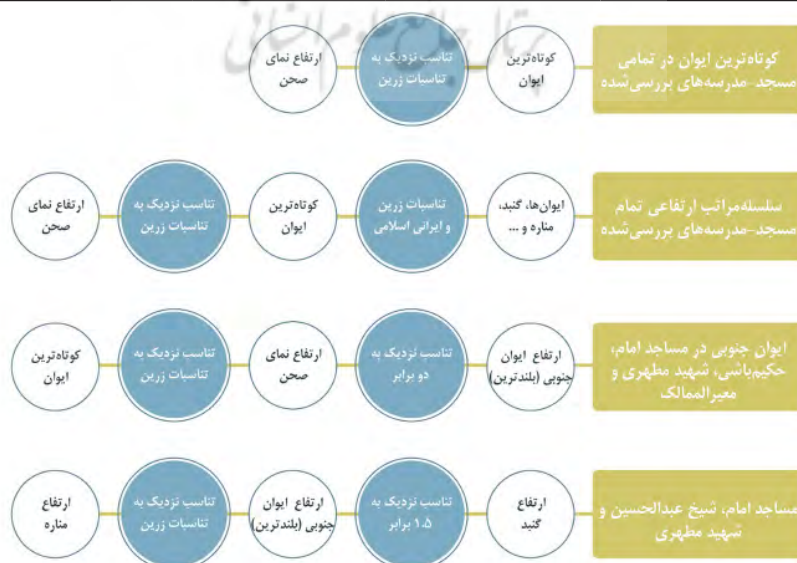 پرتال جامع علوم انسانی
کوتاه‌ترین ایوان در تمامی
مسجد-مدرسه‌های بررسی‌شده
کوتاه‌ترین
ایوان
تناسب نزدیک به
تناسبات زرین
ارتفاع نمای
صحن
سلسله‌مراتب ارتفاعی تمام
مسجد-مدرسه‌های بررسی‌شده
ایوان‌ها، گنبد،
مناره و ...
تناسبات زرین
و ایرانی اسلامی
کوتاه‌ترین
ایوان
تناسب نزدیک به
تناسبات زرین
ارتفاع نمای
صحن
ایوان جنوبی در مساجد امام،
حکیم‌باشی، شهید مطهری و
معیرالممالک
ارتفاع ایوان
جنوبی (بلندترین)
تناسب نزدیک به
دو برابر
ارتفاع نمای
صحن
تناسب نزدیک به
تناسبات زرین
کوتاه‌ترین
ایوان
مساجد امام، شیخ عبدالحسین و
شهید مطهری
ارتفاع
گنبد
تناسب نزدیک به
۱.۵ برابر
ارتفاع ایوان
جنوبی (بلندترین)
تناسب نزدیک به
تناسبات زرین
ارتفاع
مناره